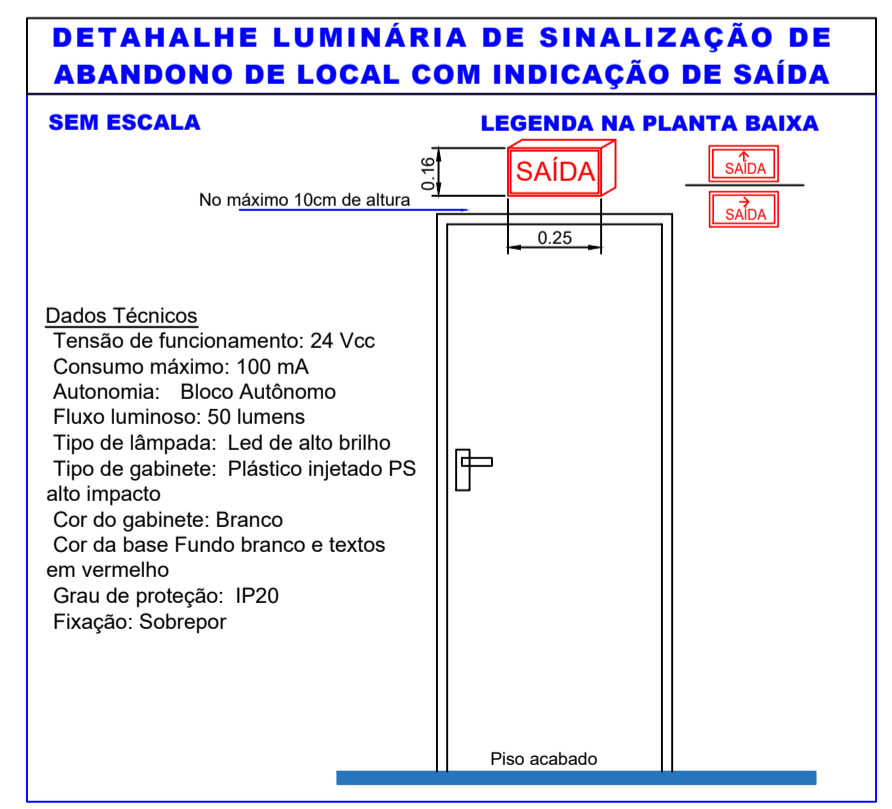 DETAHALHE LUMINÁRIA DE SINALIZAÇÃO DE
ABANDONO DE LOCAL COM INDICAÇÃO DE SAÍDA
SEM ESCALA
LEGENDA NA PLANTA BAIXA
0.16
SAÍDA
SAÍDA
SAÍDA
No máximo 10cm de altura
0.25
Dados Técnicos
Tensão de funcionamento: 24 Vcc
Consumo máximo: 100 mA
Autonomia: Bloco Autônomo
Fluxo luminoso: 50 lumens
Tipo de lâmpada: Led de alto brilho
Tipo de gabinete: Plástico injetado PS
alto impacto
Cor do gabinete: Branco
Cor da base Fundo branco e textos
em vermelho
Grau de proteção: IP20
Fixação: Sobrepor
Piso acabado